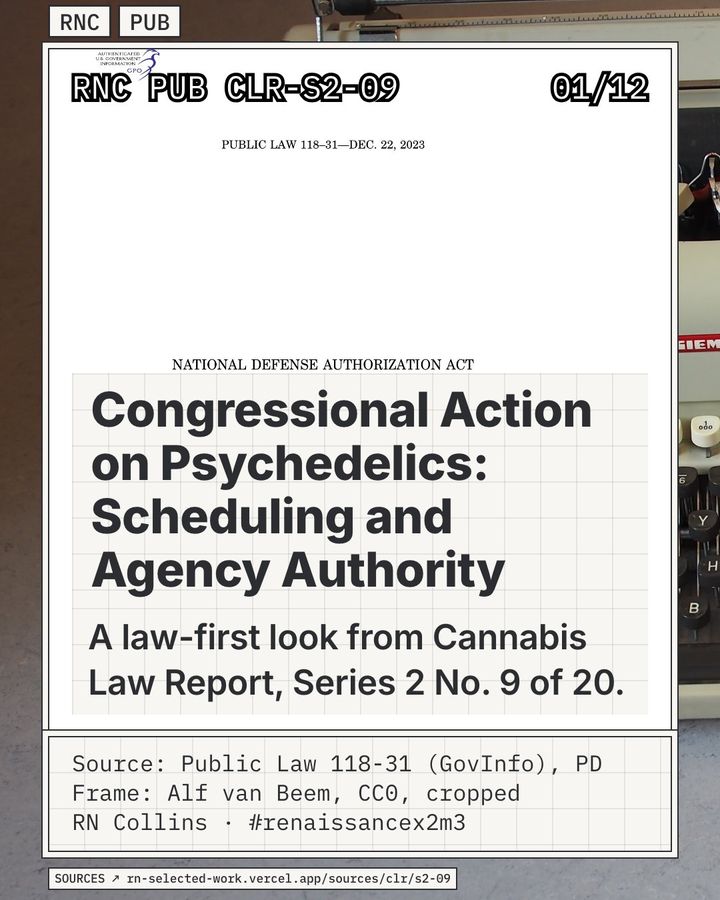 RNC PUB
AUTHENTICATED
U.S. GOVERNMENT
INFORMATION
GPO
RNC PUB CLR-S2-09 01/12
PUBLIC LAW 118–31—DEC. 22, 2023
NATIONAL DEFENSE AUTHORIZATION ACT
Congressional Action
on Psychedelics:
Scheduling and
Agency Authority
A law-first look from Cannabis
Law Report, Series 2 No. 9 of 20.
Source: Public Law 118-31 (GovInfo), PD
Frame: Alf van Beem, CC0, cropped
RN Collins · #renaissancex2m3
SOURCES ↗ rn-selected-work.vercel.app/sources/clr/s2-09
SIEM
6
Y
H
B